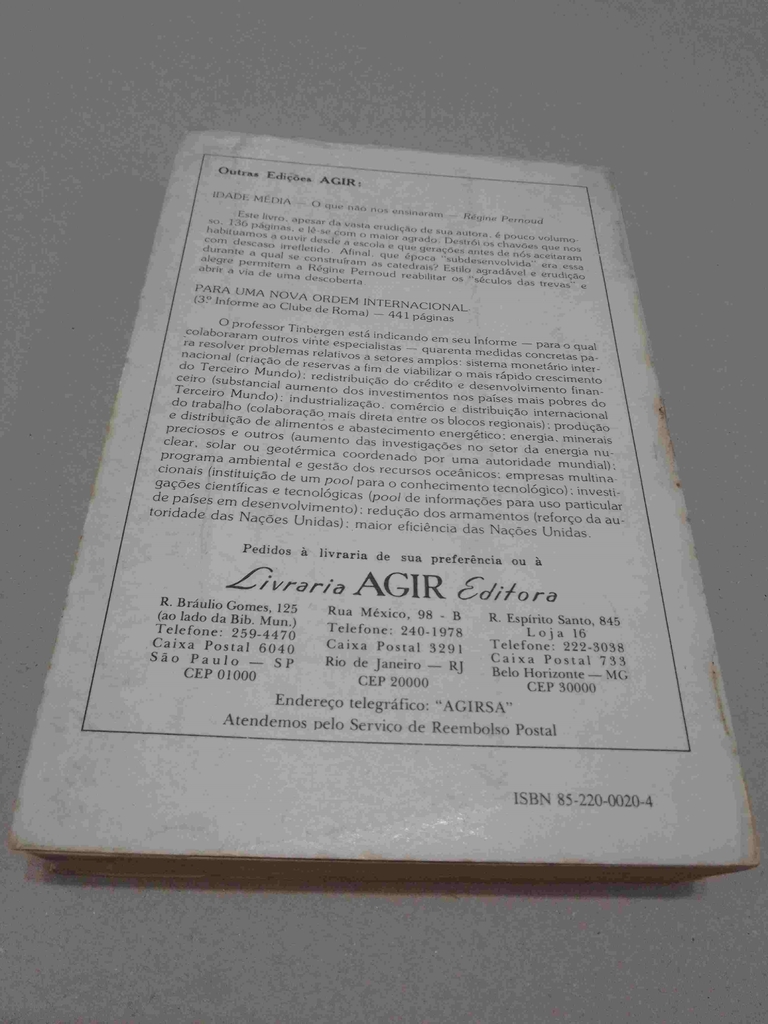 Outras Edições AGIR:
IDADE MÉDIA — O que não nos ensinaram — Régine Pernoud
Este livro, apesar da vasta erudição de sua autora, é pouco volumo-
so, 136 páginas, e lê-se com o maior agrado. Destrói os chavões que nos
habituamos a ouvir desde a escola e que gerações antes de nós aceitaram
com descaso irrefletido. Afinal, que época "subdesenvolvida" era essa
durante a qual se construíram as catedrais? Estilo agradável e erudição
alegre permitem a Régine Pernoud reabilitar os "séculos das trevas" e
abrir a via de uma descoberta.
PARA UMA NOVA ORDEM INTERNACIONAL
(3º Informe ao Clube de Roma) — 441 páginas
O professor Tinbergen está indicando em seu Informe — para o qual
colaboraram outros vinte especialistas — quarenta medidas concretas pa-
ra resolver problemas relativos a setores amplos: sistema monetário inter-
nacional (criação de reservas a fim de viabilizar o mais rápido crescimento
do Terceiro Mundo); redistribuição do crédito e desenvolvimento finan-
ceiro (substancial aumento dos investimentos nos países mais pobres do
Terceiro Mundo); industrialização, comércio e distribuição internacional
do trabalho (colaboração mais direta entre os blocos regionais); produção
e distribuição de alimentos e abastecimento energético; energia, minerais
preciosos e outros (aumento das investigações no setor da energia nu-
clear, solar ou geotérmica coordenado por uma autoridade mundial);
programa ambiental e gestão dos recursos oceânicos; empresas multina-
cionais (instituição de um pool para o conhecimento tecnológico); investi-
gações científicas e tecnológicas (pool de informações para uso particular
de países em desenvolvimento); redução dos armamentos (reforço da au-
toridade das Nações Unidas); maior eficiência das Nações Unidas.
Pedidos à livraria de sua preferência ou à
Livraria AGIR Editora
R. Bráulio Gomes, 125
(ao lado da Bib. Mun.)
Telefone: 259-4470
Caixa Postal 6040
São Paulo — SP
CEP 01000
Rua México, 98 - B
Telefone: 240-1978
Caixa Postal 3291
Rio de Janeiro — RJ
CEP 20000
R. Espírito Santo, 845
Loja 16
Telefone: 222-3038
Caixa Postal 733
Belo Horizonte — MG
CEP 30000
Endereço telegráfico: "AGIRSA"
Atendemos pelo Serviço de Reembolso Postal
ISBN 85-220-0020-4